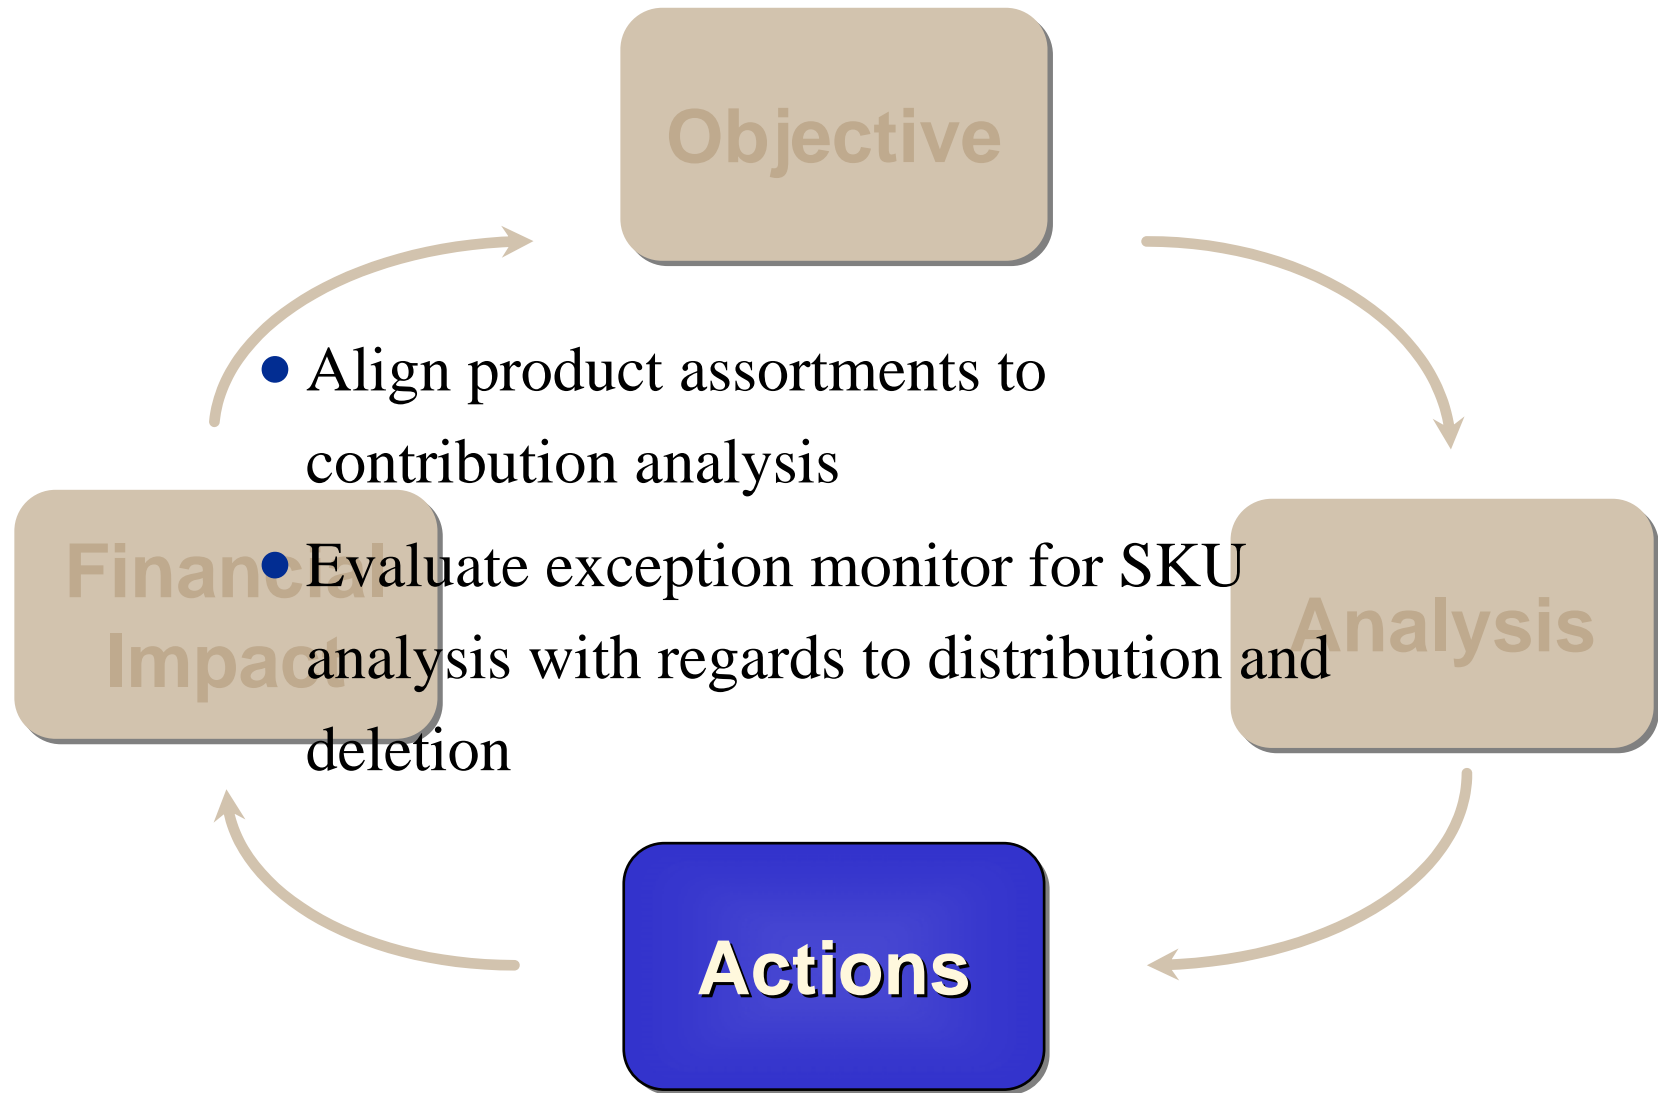 Objective
• Align product assortments to
contribution analysis
Financial
Impact
• Evaluate exception monitor for SKU
analysis with regards to distribution and
deletion
Analysis
Actions